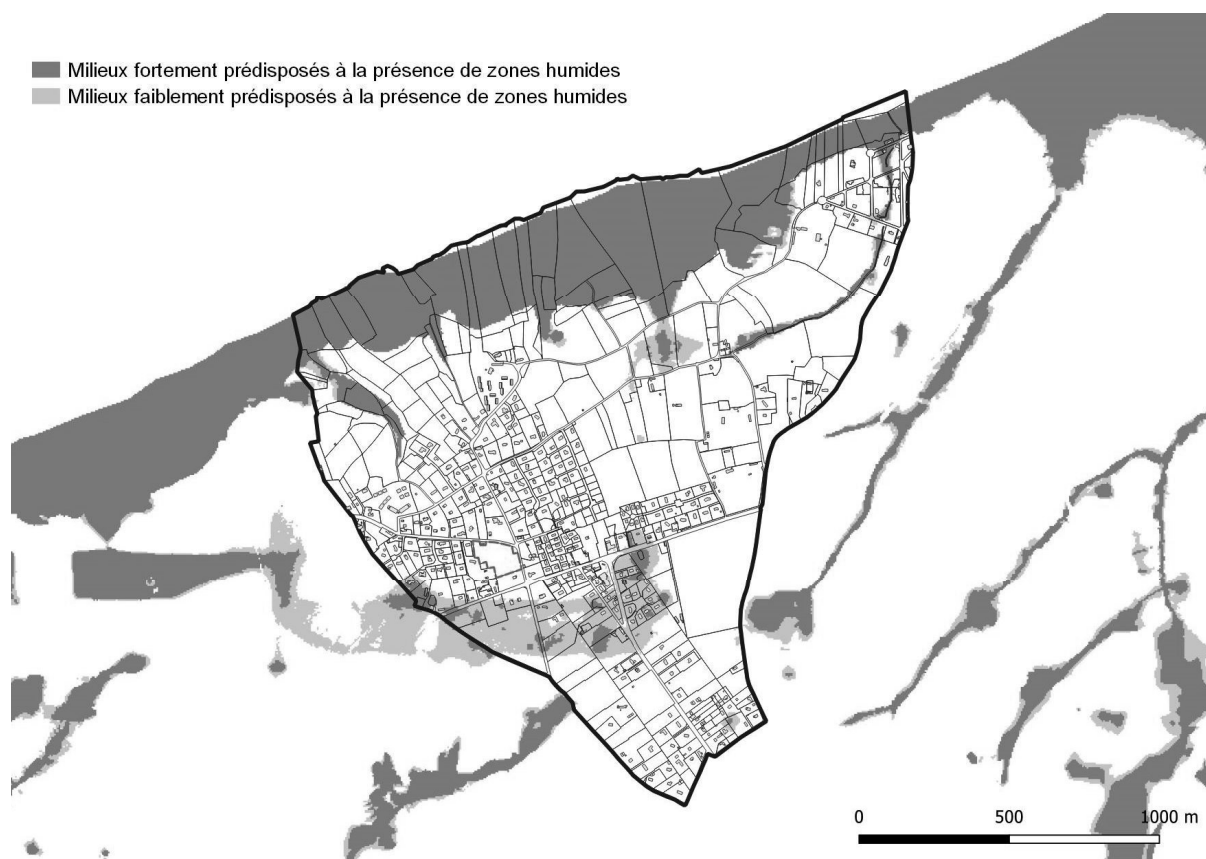 Milieux fortement prédisposés à la présence de zones humides
Milieux faiblement prédisposés à la présence de zones humides
0 500 1000 m